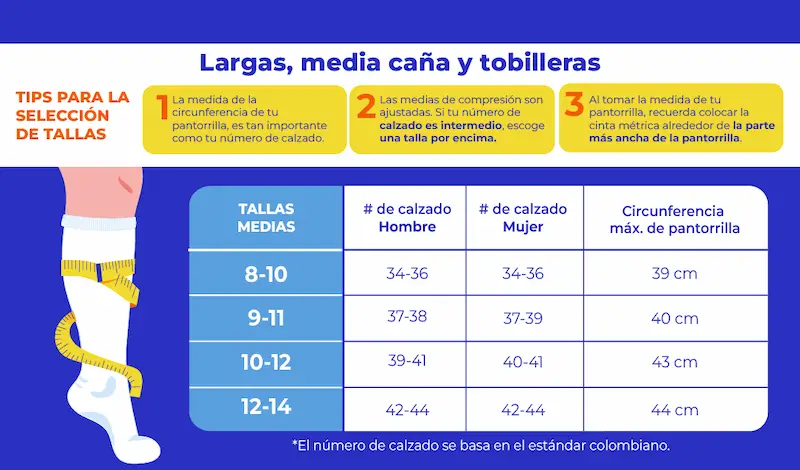 Largas, media caña y tobilleras
TIPS PARA LA
SELECCIÓN
DE TALLAS
1
La medida de la
circunferencia de tu
pantorrilla, es tan importante
como tu número de calzado.
2
Las medias de compresión son
ajustadas. Si tu número de
calzado es intermedio, escoge
una talla por encima.
3
Al tomar la medida de tu
pantorrilla, recuerda colocar la
cinta métrica alrededor de la parte
más ancha de la pantorrilla.
TALLAS
MEDIAS
# de calzado
Hombre
# de calzado
Mujer
Circunferencia
máx. de pantorrilla
8-10 34-36 34-36 39 cm
9-11 37-38 37-39 40 cm
10-12 39-41 40-41 43 cm
12-14 42-44 42-44 44 cm
*El número de calzado se basa en el estándar colombiano.